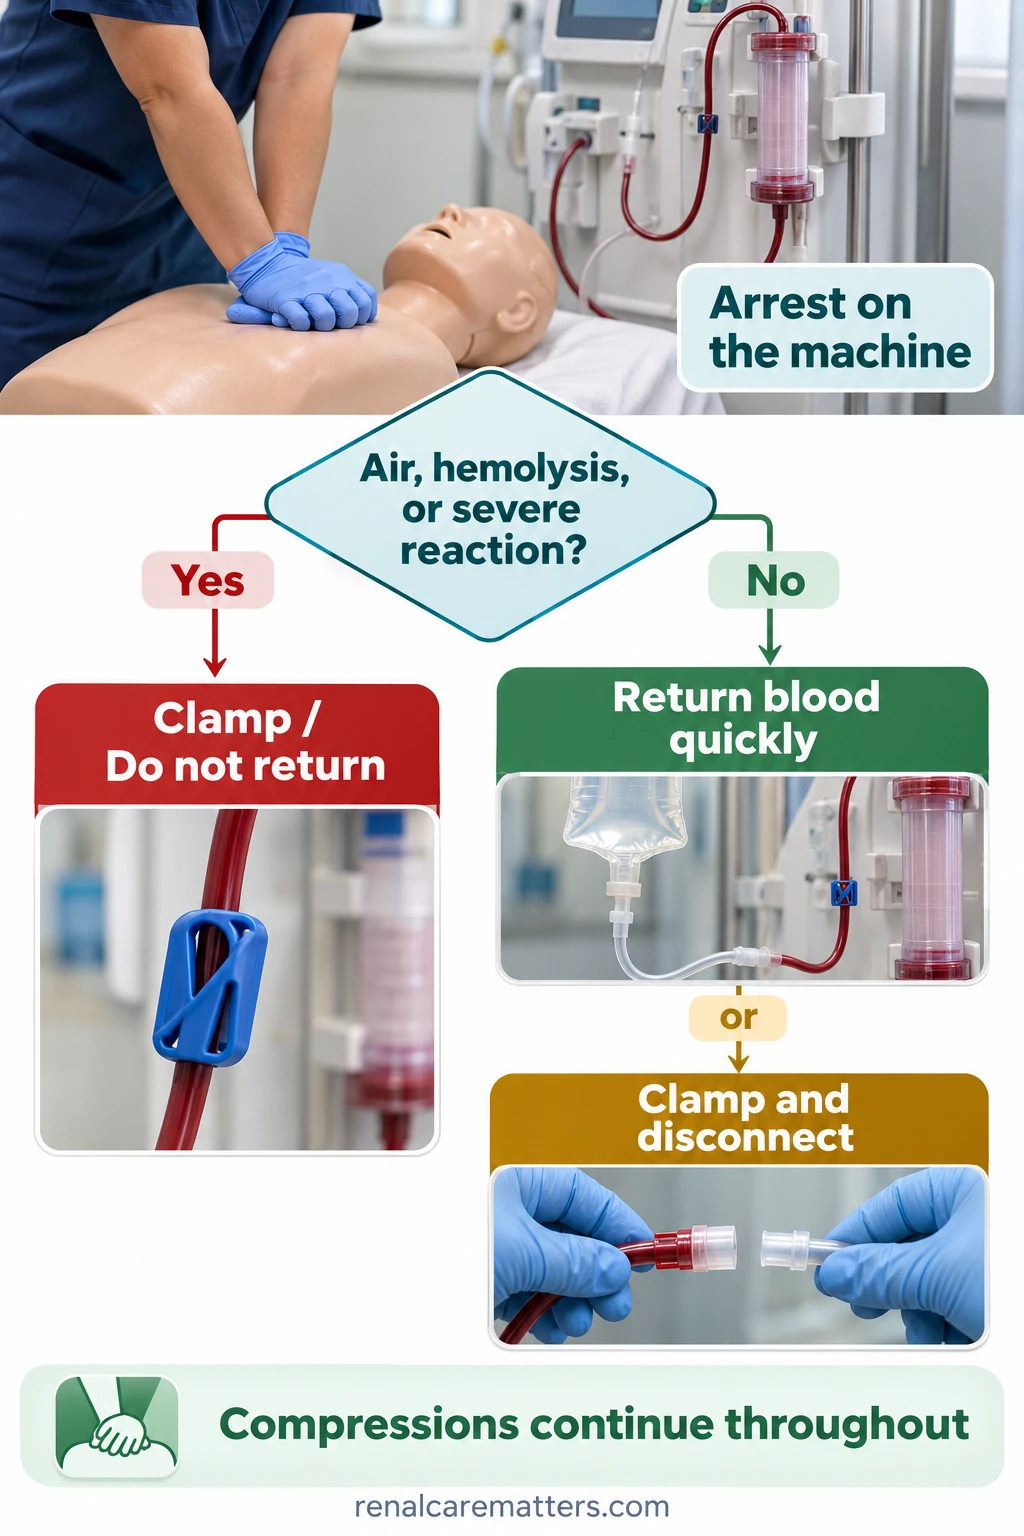 Arrest on
the machine
Air, hemolysis,
or severe
reaction?
Yes
No
Clamp /
Do not return
Return blood
quickly
or
Clamp and
disconnect
Compressions continue throughout
renalcarematters.com